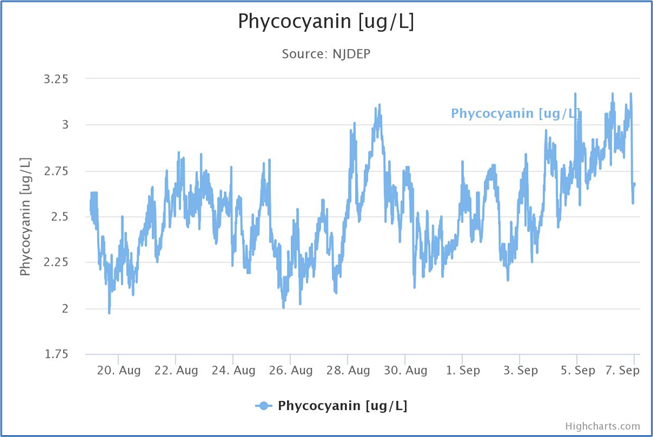 Phycocyanin [ug/L]
Source: NJDEP
3.25
3
2.75
2.5
2.25
2
1.75
Phycocyanin [ug/L]
Phycocyanin [ug/L]
20. Aug
22. Aug
24. Aug
26. Aug
28. Aug
30. Aug
1. Sep
3. Sep
5. Sep
7. Sep
Phycocyanin [ug/L]
Highcharts.com